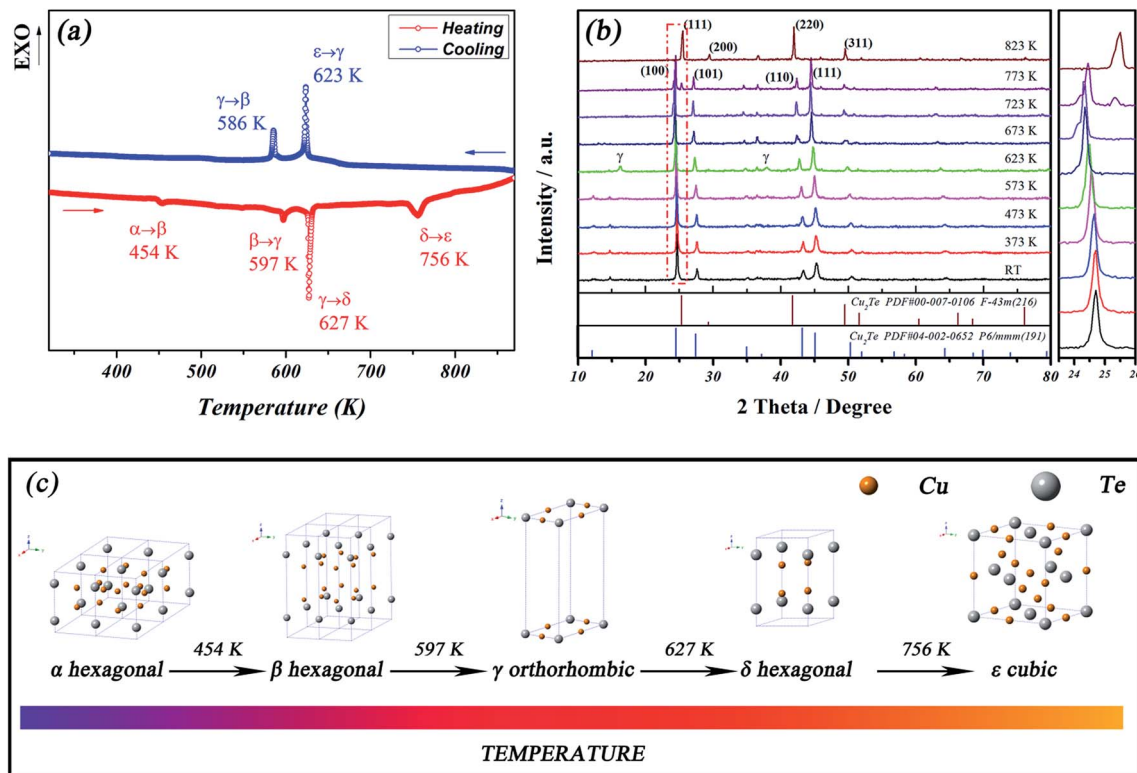 (a)
EXO
Heating
Cooling
ε→γ
623 K
γ→β
586 K
α→β
454 K
β→γ
597 K
γ→δ
627 K
δ→ε
756 K
400 500 600 700 800
Temperature (K)
(b)
Intensity / a.u.
(111)
(200)
(220)
(311)
823 K
(100)
(101)
(110)
(111)
773 K
723 K
673 K
γ
γ
623 K
573 K
473 K
373 K
RT
Cu₂Te PDF#00-007-0106 F-43m(216)
Cu₂Te PDF#04-002-0652 P6/mmm(191)
10 20 30 40 50 60 70 80
2 Theta / Degree
24 25 26
(c)
Cu
Te
454 K
597 K
627 K
756 K
α hexagonal
β hexagonal
γ orthorhombic
δ hexagonal
ε cubic
TEMPERATURE